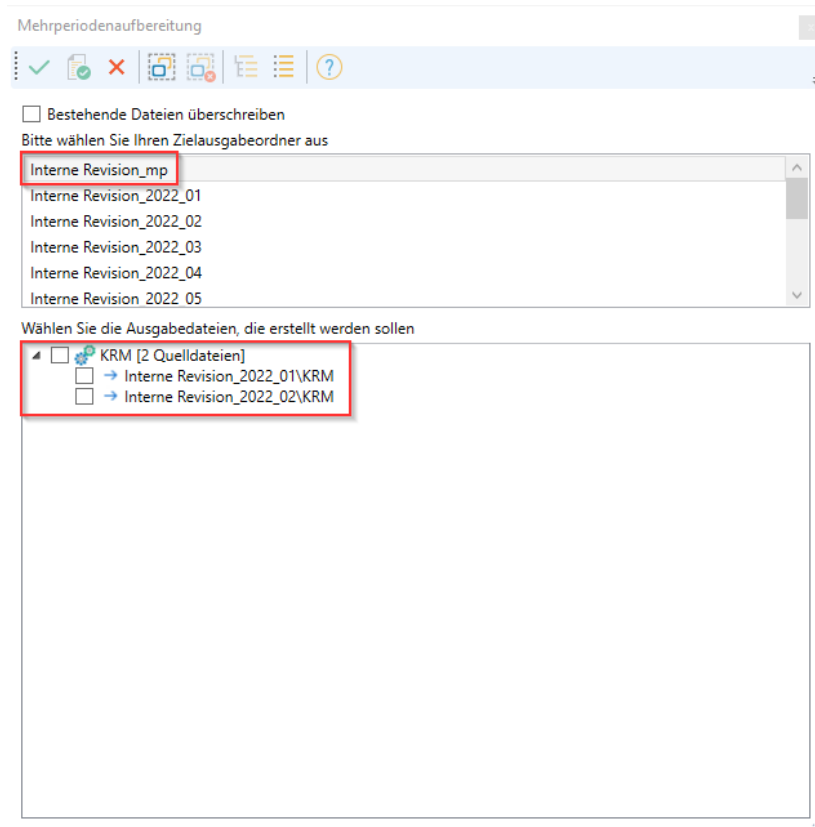 Mehrperiodenaufbereitung
Bestehende Dateien überschreiben
Bitte wählen Sie Ihren Zielausgabeordner aus
Interne Revision_mp
Interne Revision_2022_01
Interne Revision_2022_02
Interne Revision_2022_03
Interne Revision_2022_04
Interne Revision_2022_05
Wählen Sie die Ausgabedateien, die erstellt werden sollen
KRM [2 Quelldateien]
Interne Revision_2022_01\KRM
Interne Revision_2022_02\KRM